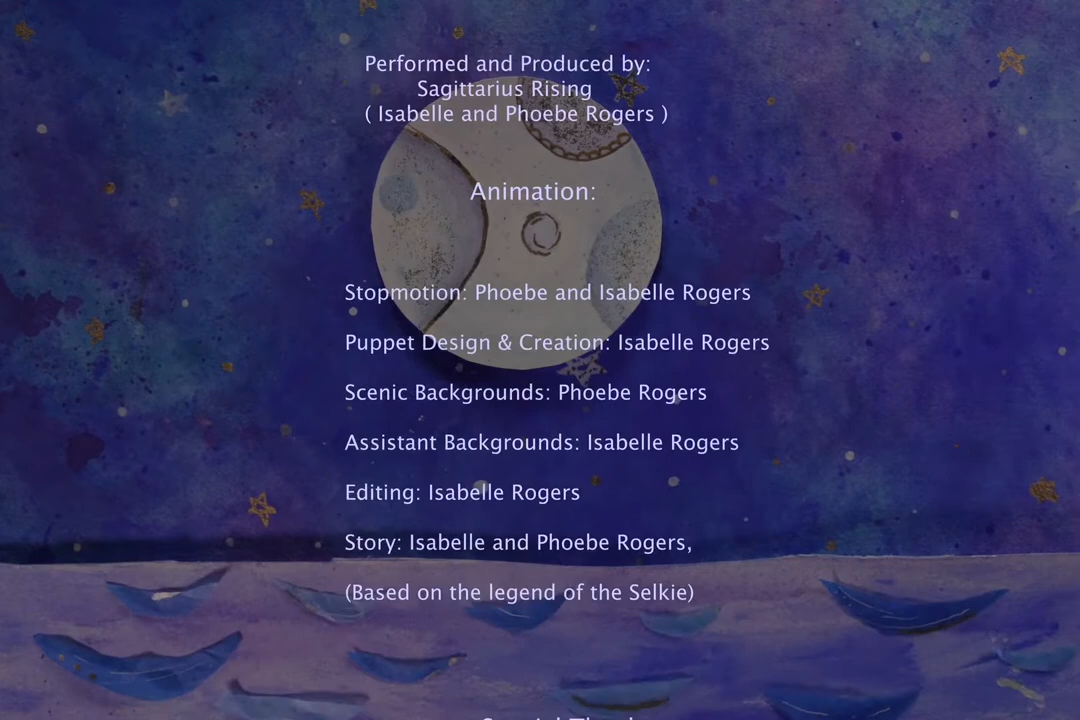 Performed and Produced by:
Sagittarius Rising
( Isabelle and Phoebe Rogers )
Animation:
Stopmotion: Phoebe and Isabelle Rogers
Puppet Design & Creation: Isabelle Rogers
Scenic Backgrounds: Phoebe Rogers
Assistant Backgrounds: Isabelle Rogers
Editing: Isabelle Rogers
Story: Isabelle and Phoebe Rogers,
(Based on the legend of the Selkie)